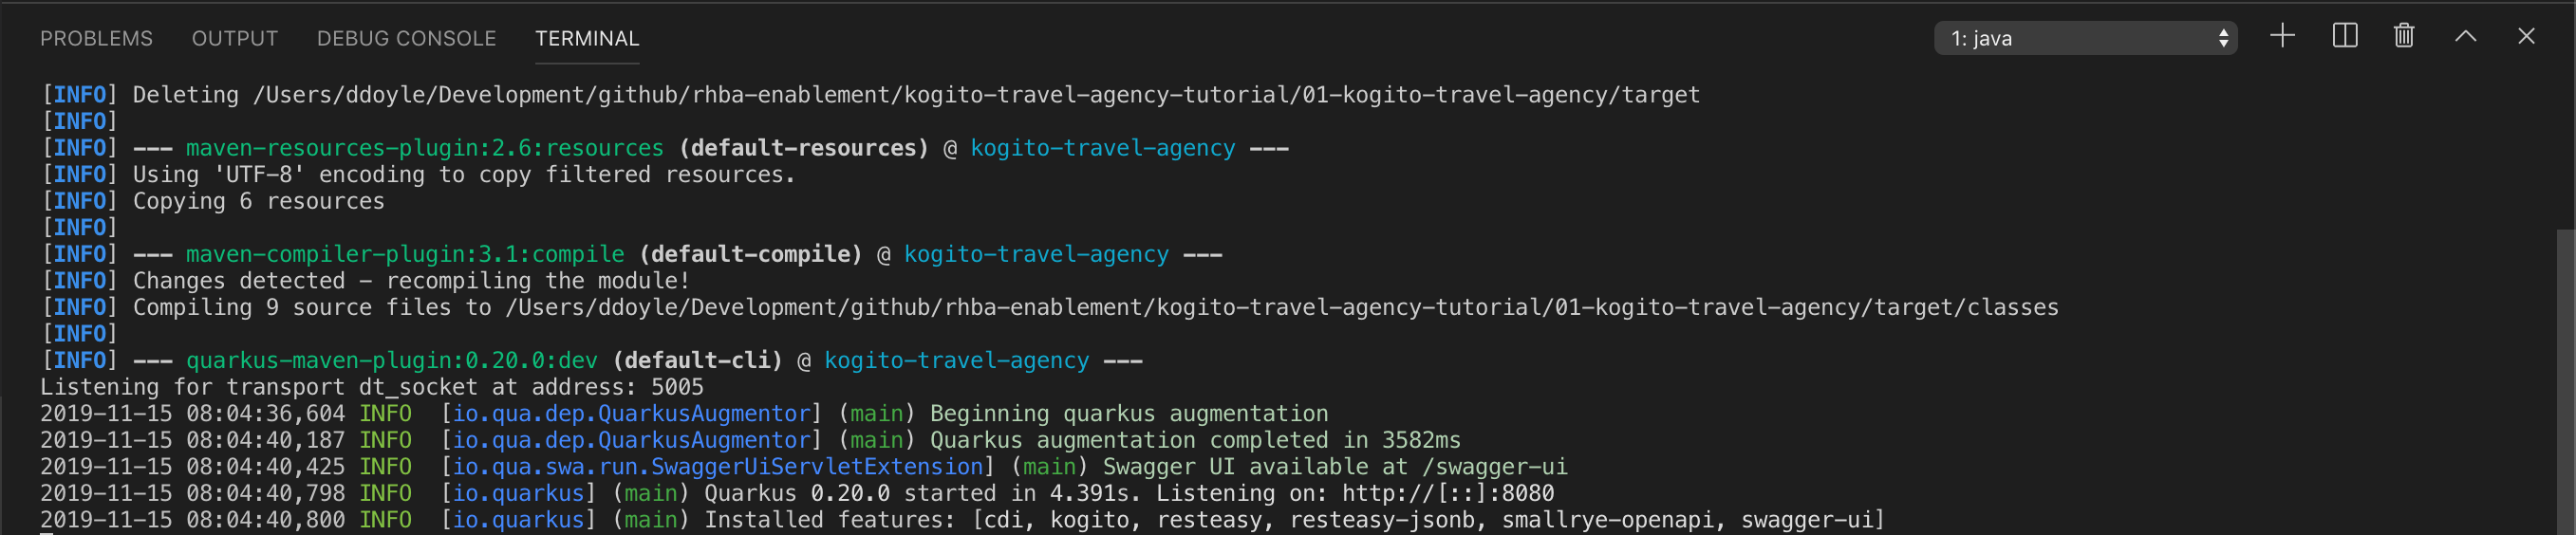 PROBLEMS OUTPUT DEBUG CONSOLE TERMINAL 1: java
[INFO] Deleting /Users/ddoyle/Development/github/rhba-enablement/kogito-travel-agency-tutorial/01-kogito-travel-agency/target
[INFO]
[INFO] --- maven-resources-plugin:2.6:resources (default-resources) @ kogito-travel-agency ---
[INFO] Using 'UTF-8' encoding to copy filtered resources.
[INFO] Copying 6 resources
[INFO]
[INFO] --- maven-compiler-plugin:3.1:compile (default-compile) @ kogito-travel-agency ---
[INFO] Changes detected - recompiling the module!
[INFO] Compiling 9 source files to /Users/ddoyle/Development/github/rhba-enablement/kogito-travel-agency-tutorial/01-kogito-travel-agency/target/classes
[INFO]
[INFO] --- quarkus-maven-plugin:0.20.0:dev (default-cli) @ kogito-travel-agency ---
Listening for transport dt_socket at address: 5005
2019-11-15 08:04:36,604 INFO  [io.qua.dep.QuarkusAugmentor] (main) Beginning quarkus augmentation
2019-11-15 08:04:40,187 INFO  [io.qua.dep.QuarkusAugmentor] (main) Quarkus augmentation completed in 3582ms
2019-11-15 08:04:40,425 INFO  [io.qua.swa.run.SwaggerUiServletExtension] (main) Swagger UI available at /swagger-ui
2019-11-15 08:04:40,798 INFO  [io.quarkus] (main) Quarkus 0.20.0 started in 4.391s. Listening on: http://[::]:8080
2019-11-15 08:04:40,800 INFO  [io.quarkus] (main) Installed features: [cdi, kogito, resteasy, resteasy-jsonb, smallrye-openapi, swagger-ui]